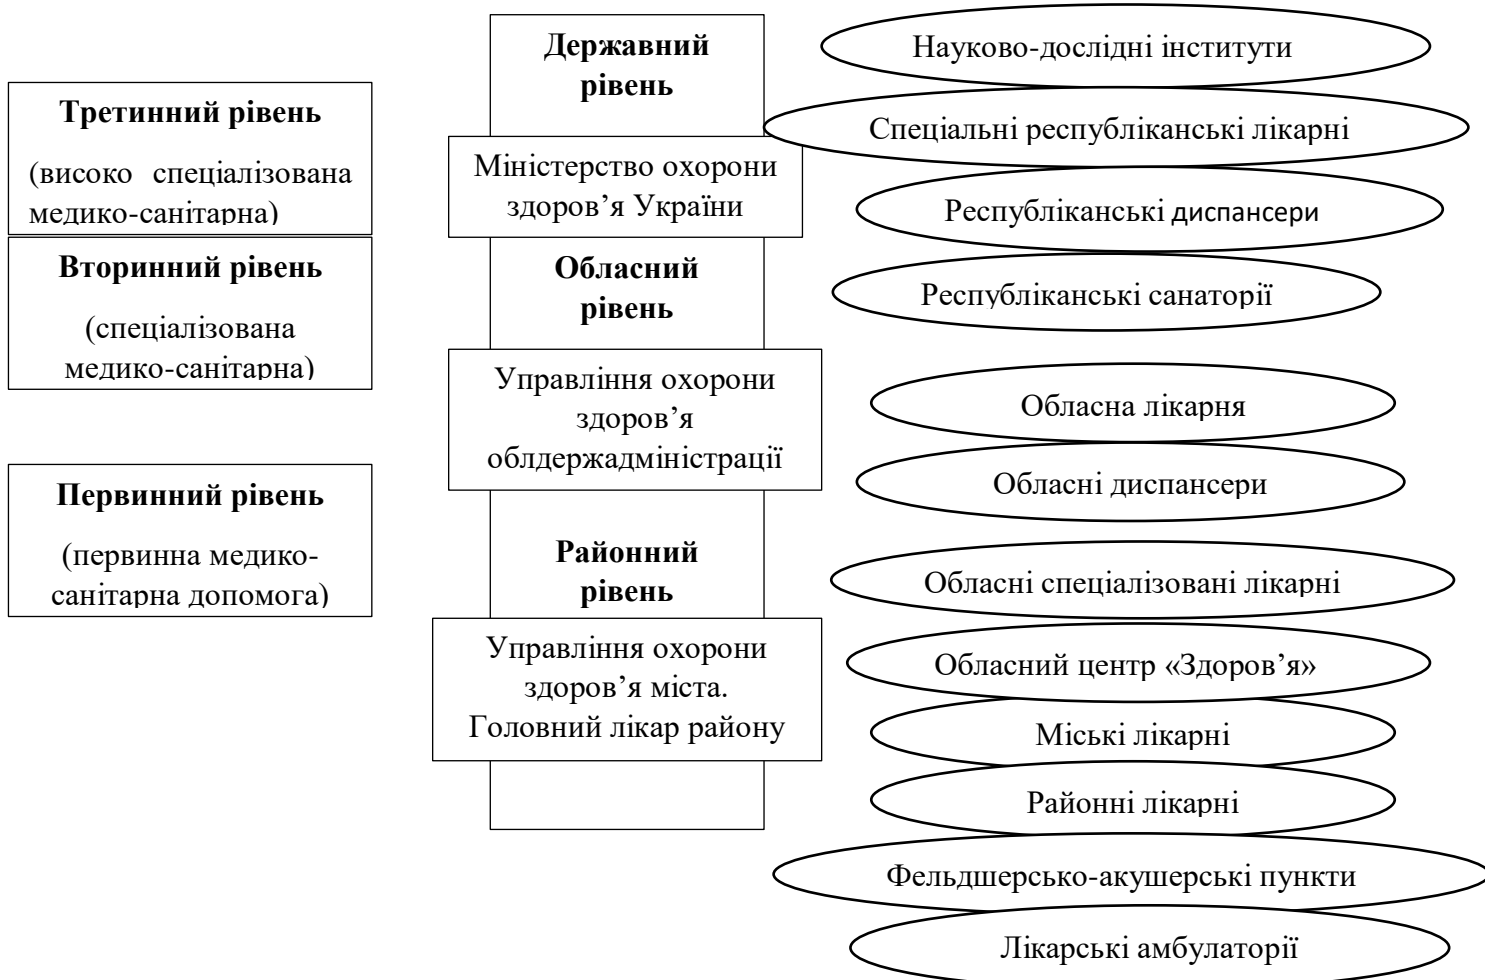 Третинний рівень
(високо спеціалізована
медико-санітарна)
Вторинний рівень
(спеціалізована
медико-санітарна)
Первинний рівень
(первинна медико-
санітарна допомога)
Державний
рівень
Міністерство охорони
здоров’я України
Обласний
рівень
Управління охорони
здоров’я
облдержадміністрації
Районний
рівень
Управління охорони
здоров’я міста.
Головний лікар району
Науково-дослідні інститути
Спеціальні республіканські лікарні
Республіканські диспансери
Республіканські санаторії
Обласна лікарня
Обласні диспансери
Обласні спеціалізовані лікарні
Обласний центр «Здоров’я»
Міські лікарні
Районні лікарні
Фельдшерсько-акушерські пункти
Лікарські амбулаторії